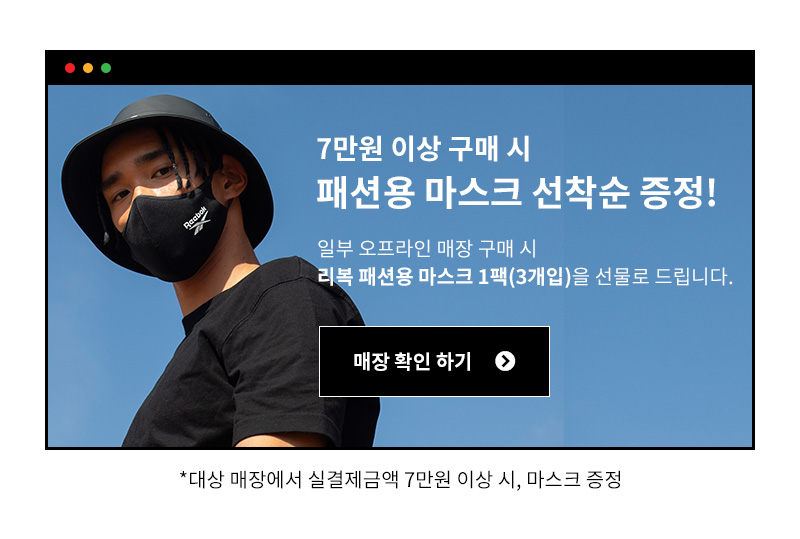 7만원 이상 구매 시
패션용 마스크 선착순 증정!
Reebok
일부 오프라인 매장 구매 시
리복 패션용 마스크 1팩(3개입)을 선물로 드립니다.
매장 확인 하기
*대상 매장에서 실결제금액 7만원 이상 시, 마스크 증정